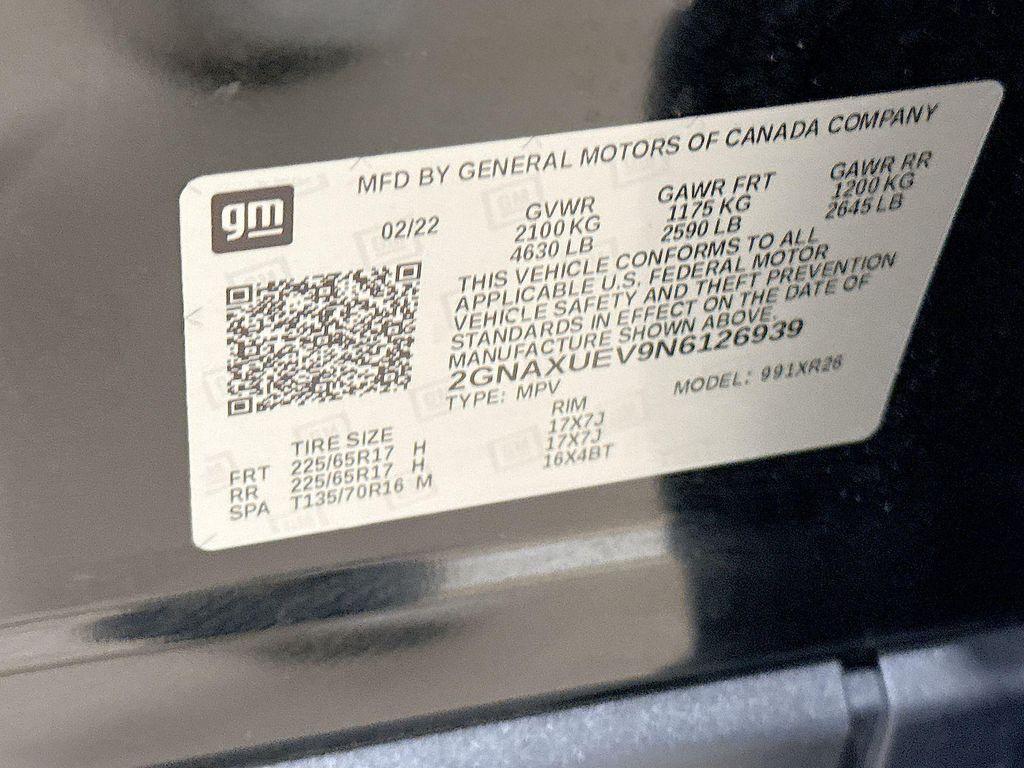 MFD BY GENERAL MOTORS OF CANADA COMPANY
gm
02/22
GVWR
2100 KG
4630 LB
GAWR FRT
1175 KG
2590 LB
GAWR RR
1200 KG
2645 LB
THIS VEHICLE CONFORMS TO ALL
APPLICABLE U.S. FEDERAL MOTOR
VEHICLE SAFETY AND THEFT PREVENTION
STANDARDS IN EFFECT ON THE DATE OF
MANUFACTURE SHOWN ABOVE.
2GNAXUEV9N6126939
TYPE: MPV
MODEL: 991XR26
TIRE SIZE RIM
FRT 225/65R17 H 17X7J
RR 225/65R17 H 17X7J
SPA T135/70R16 M 16X4BT